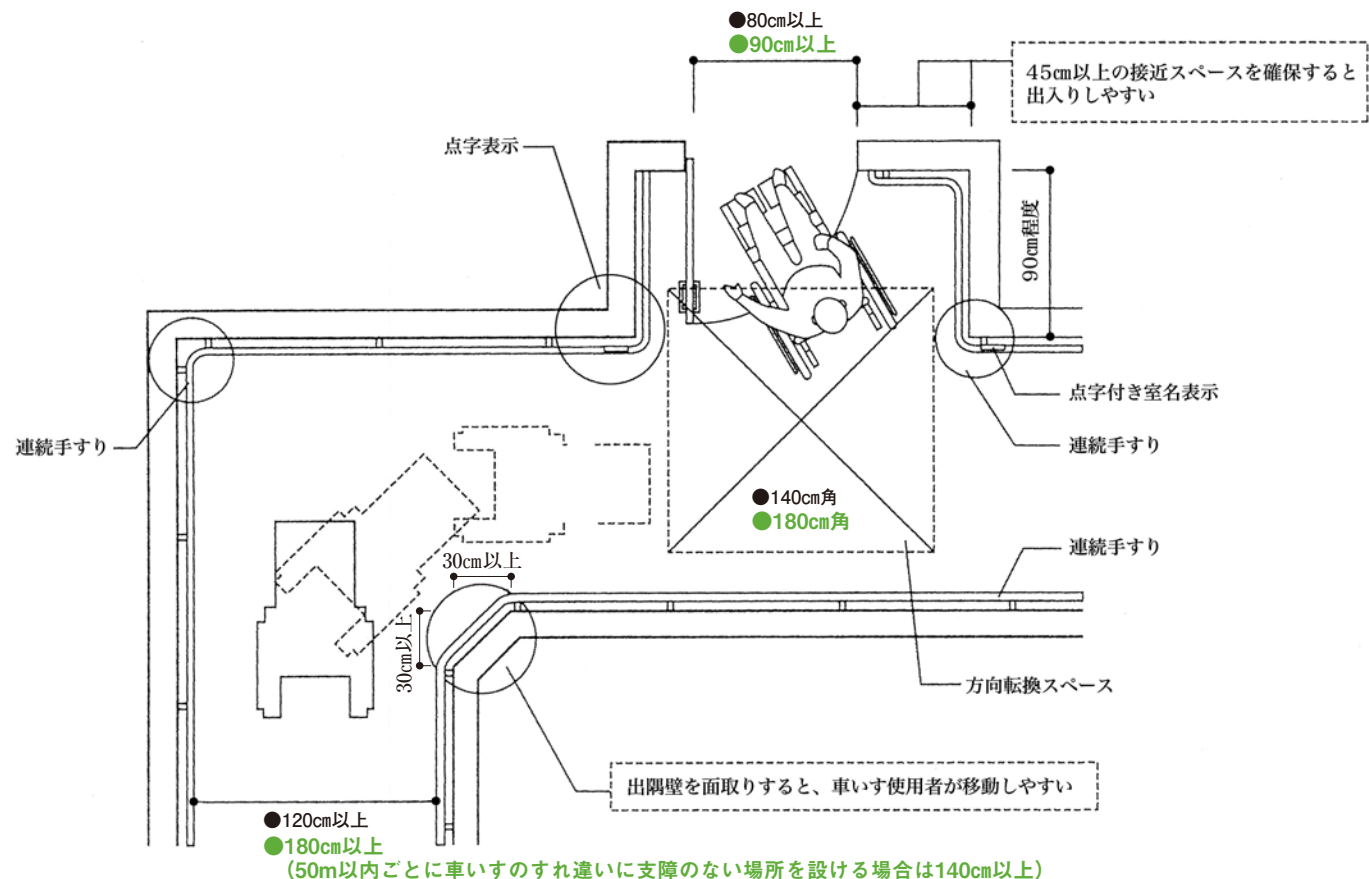 ●80㎝以上
●90㎝以上
45㎝以上の接近スペースを確保すると
出入りしやすい
点字表示
90㎝程度
点字付き室名表示
連続手すり
連続手すり
●140㎝角
●180㎝角
連続手すり
30㎝以上
30㎝以上
方向転換スペース
出隅壁を面取りすると、車いす使用者が移動しやすい
●120㎝以上
●180㎝以上
（50m以内ごとに車いすのすれ違いに支障のない場所を設ける場合は140㎝以上）